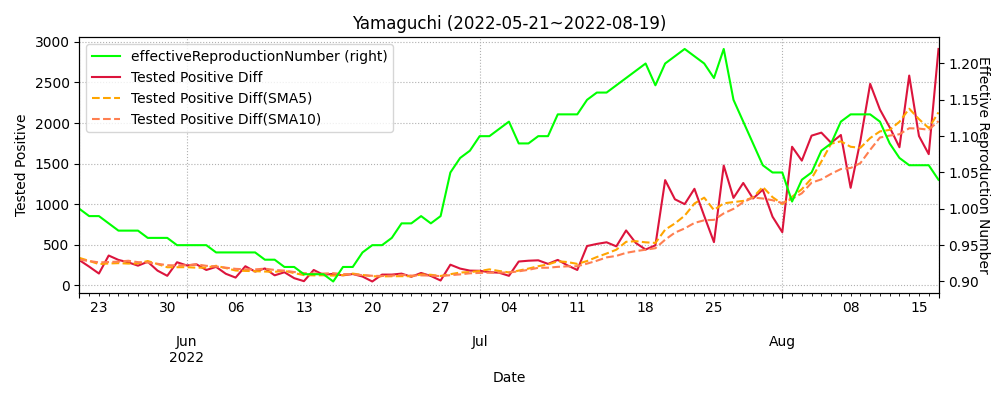 Yamaguchi (2022-05-21~2022-08-19)
effectiveReproductionNumber (right)
Tested Positive Diff
Tested Positive Diff(SMA5)
Tested Positive Diff(SMA10)
Tested Positive
3000
2500
2000
1500
1000
500
0
Effective Reproduction Number
1.20
1.15
1.10
1.05
1.00
0.95
0.90
23 30 06 13 20 27 04 11 18 25 08 15
Jun Jul Aug
2022
Date